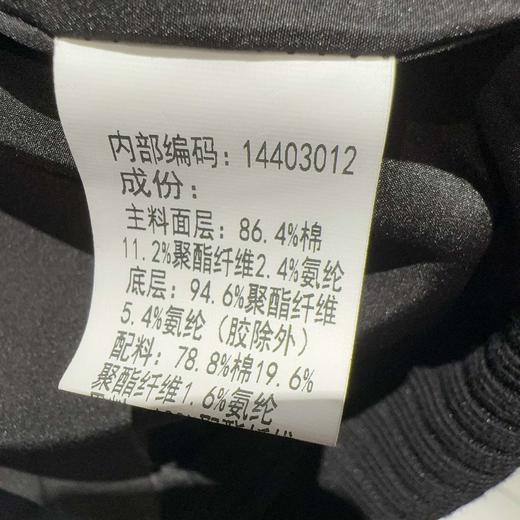 内部编码：14403012
成份：
主料面层：86.4%棉
11.2%聚酯纤维2.4%氨纶
底层：94.6%聚酯纤维
5.4%氨纶（胶除外）
配料：78.8%棉19.6%
聚酯纤维1.6%氨纶